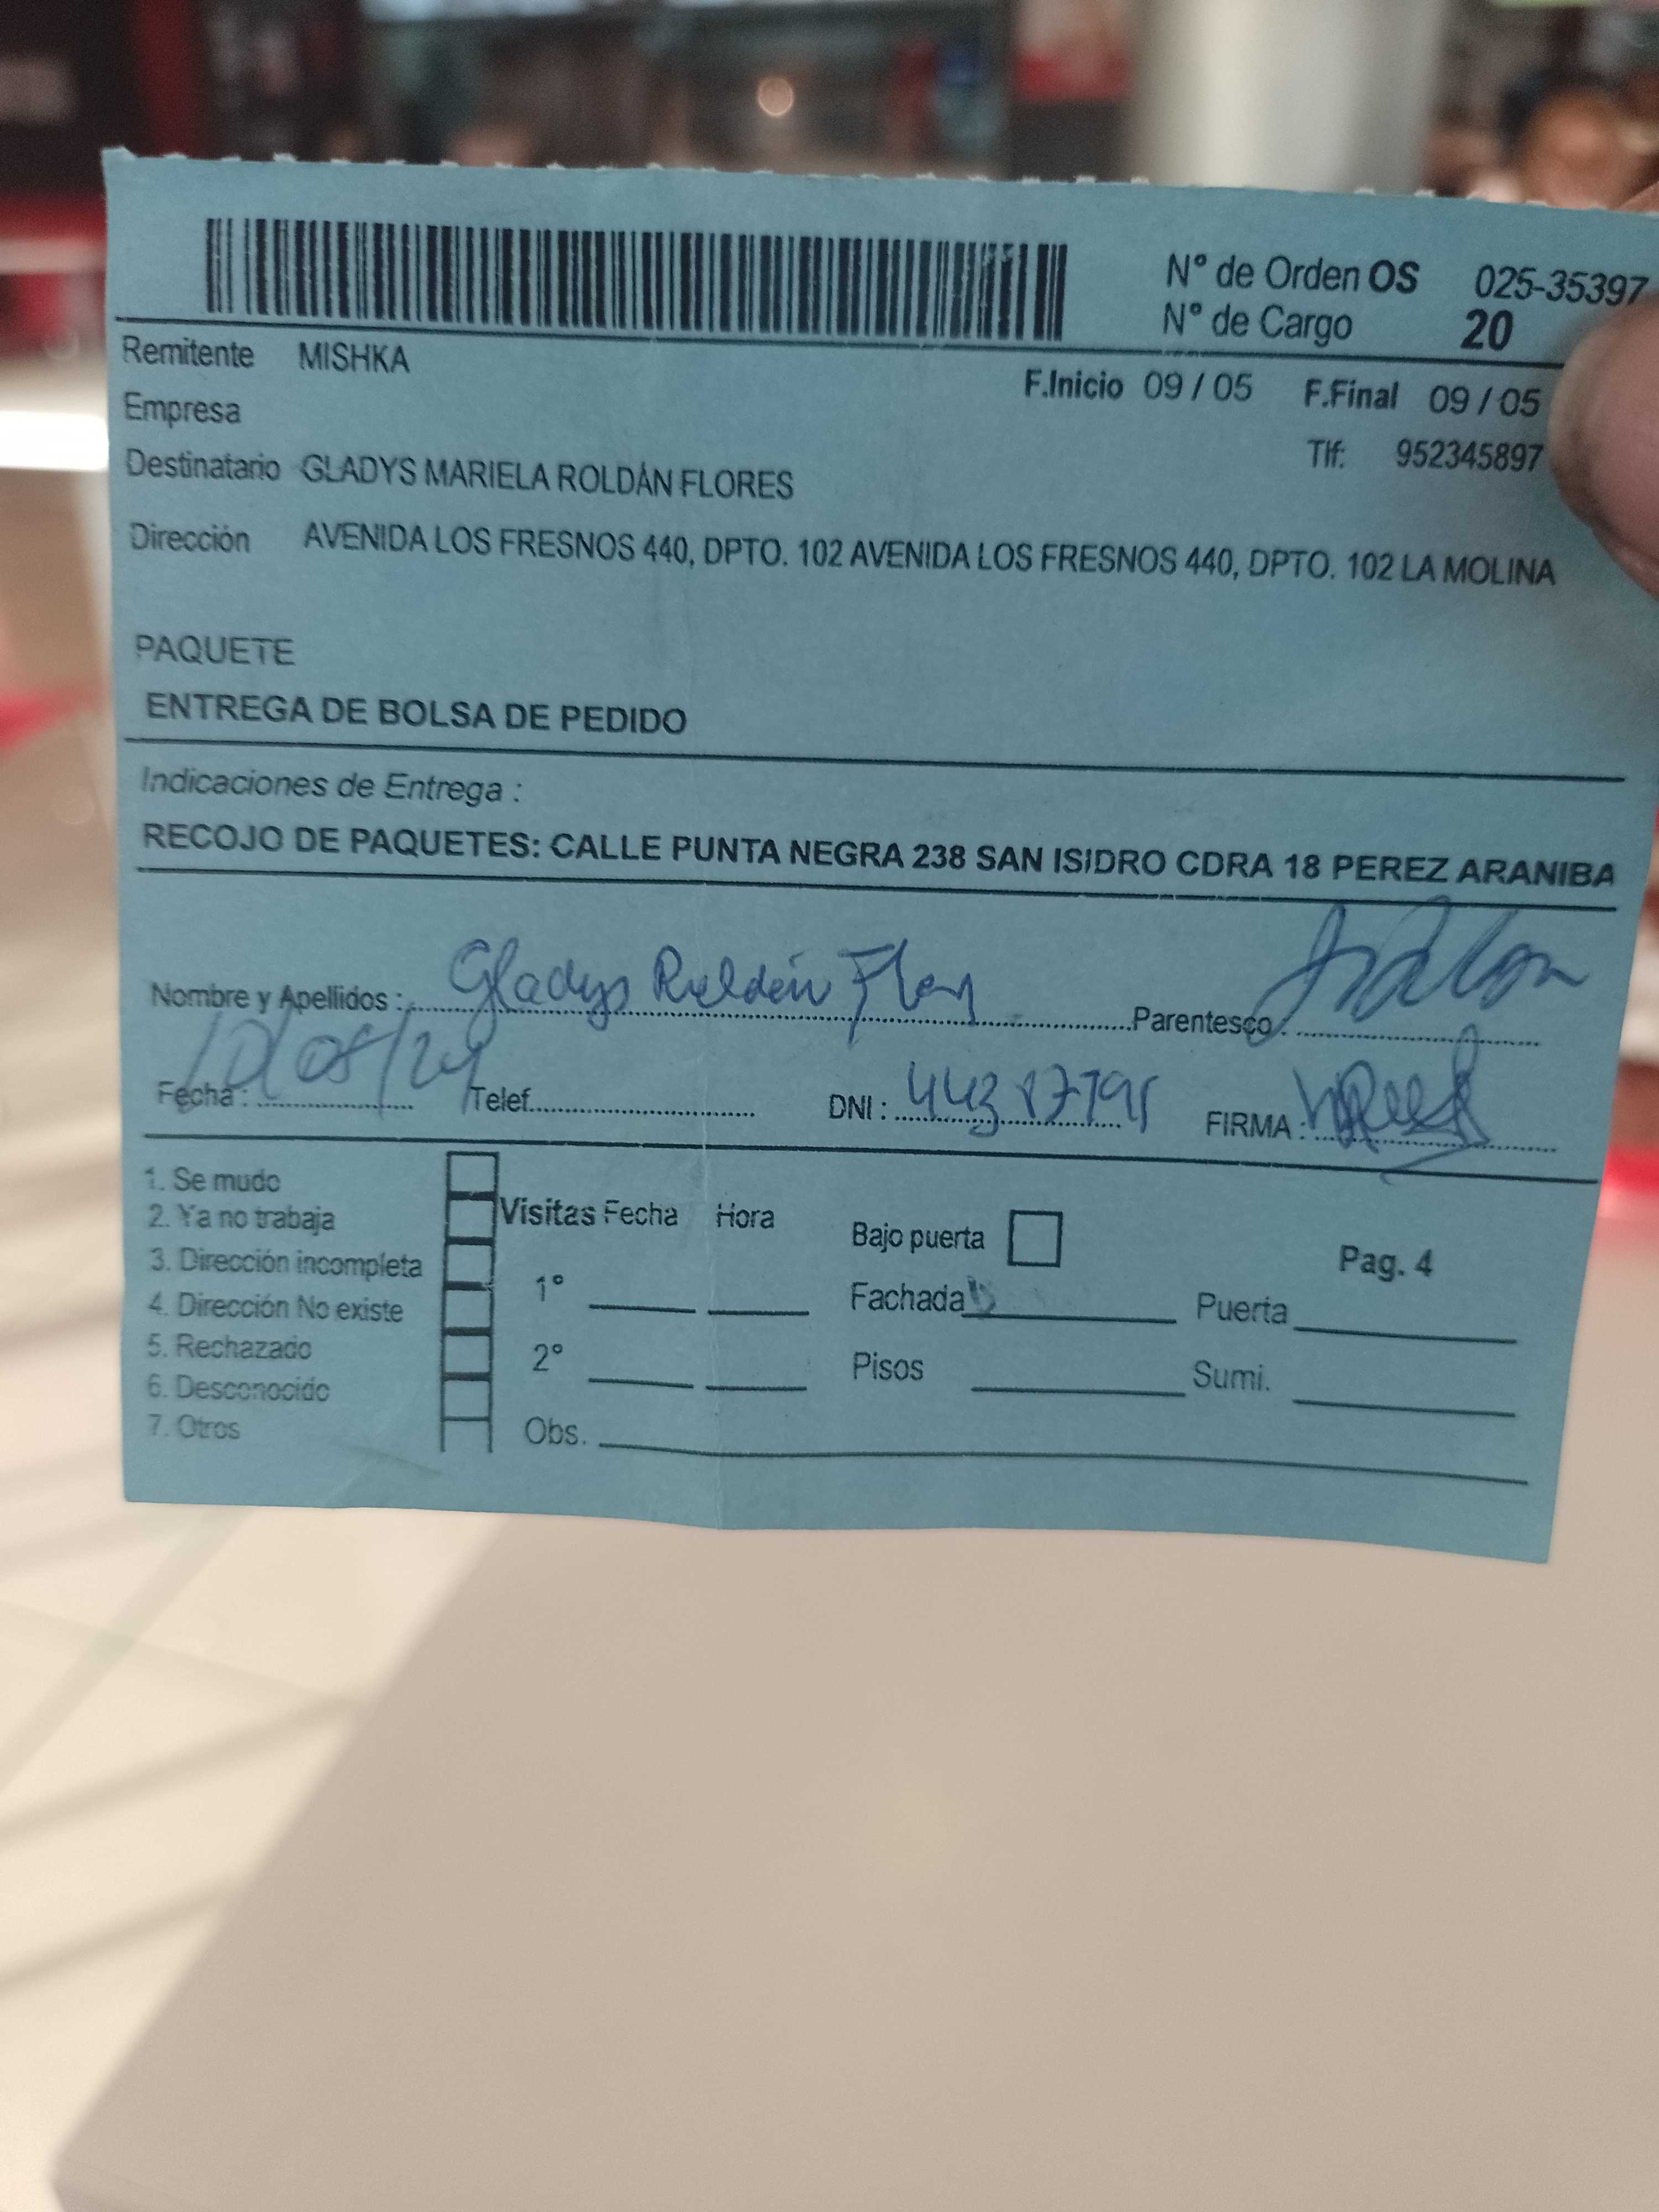 N° de Orden OS 025-35397
N° de Cargo 20
Remitente MISHKA
F.Inicio 09 / 05 F.Final 09 / 05
Empresa
Tlf: 952345897
Destinatario GLADYS MARIELA ROLDÁN FLORES
Dirección AVENIDA LOS FRESNOS 440, DPTO. 102 AVENIDA LOS FRESNOS 440, DPTO. 102 LA MOLINA
PAQUETE
ENTREGA DE BOLSA DE PEDIDO
Indicaciones de Entrega :
RECOJO DE PAQUETES: CALLE PUNTA NEGRA 238 SAN ISIDRO CDRA 18 PEREZ ARANIBA
Nombre y Apellidos : Gladys Roldán Parentesco :
Fecha : 10/05/24 Telef. DNI : FIRMA :
1. Se mudo
2. Ya no trabaja
3. Dirección incompleta
4. Dirección No existe
5. Rechazado
6. Desconocido
7. Otros
Visitas Fecha Hora
1°
2°
Obs.
Bajo puerta
Fachada
Pisos
Pag. 4
Puerta
Sumi.